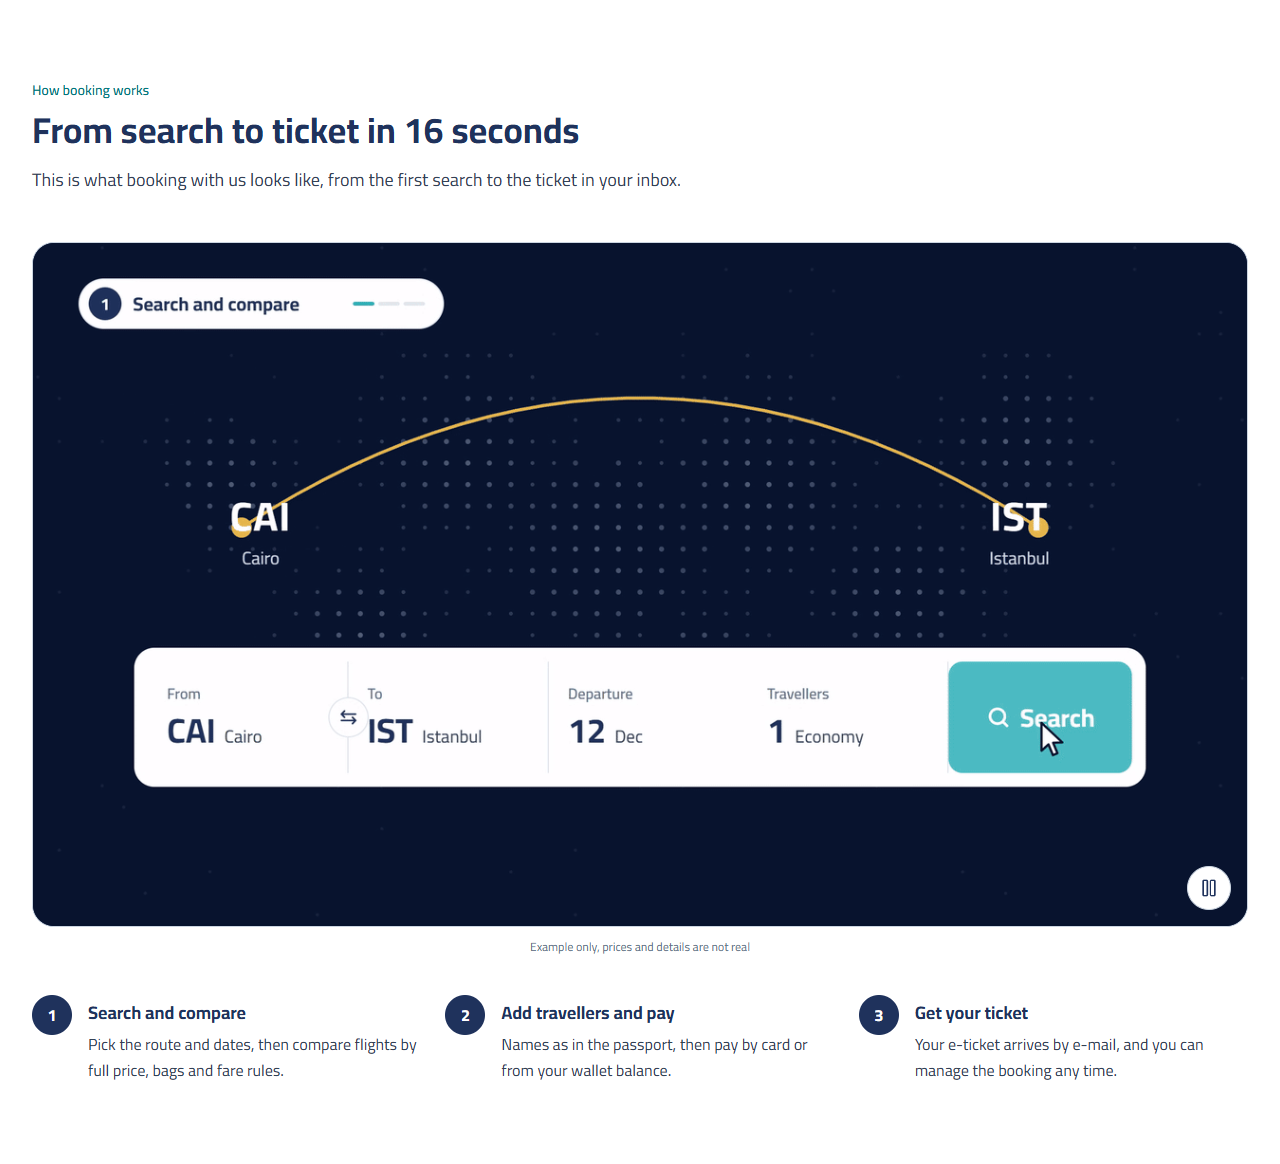 How booking works
From search to ticket in 16 seconds
This is what booking with us looks like, from the first search to the ticket in your inbox.
1 Search and compare
CAI
Cairo
IST
Istanbul
From
CAI Cairo
To
IST Istanbul
Departure
12 Dec
Travellers
1 Economy
Search
Example only, prices and details are not real
1 Search and compare
Pick the route and dates, then compare flights by
full price, bags and fare rules.
2 Add travellers and pay
Names as in the passport, then pay by card or
from your wallet balance.
3 Get your ticket
Your e-ticket arrives by e-mail, and you can
manage the booking any time.